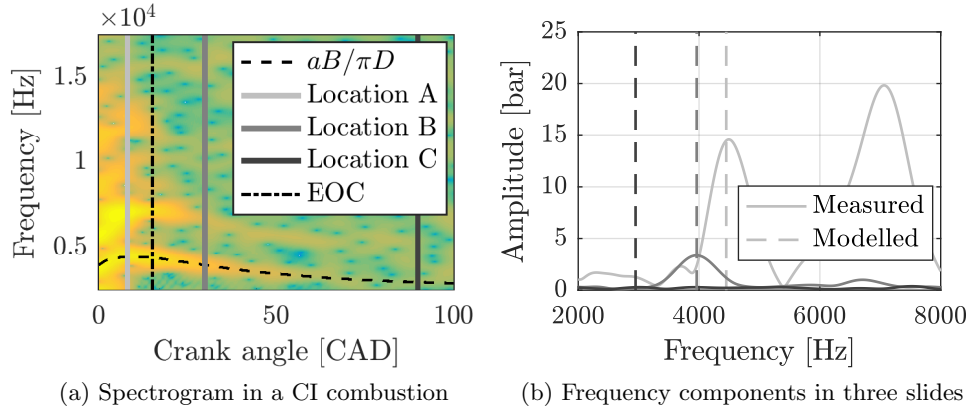 ×10⁴
1.5
1
0.5
Frequency [Hz]
0
50
100
Crank angle [CAD]
aB/πD
Location A
Location B
Location C
EOC
(a) Spectrogram in a CI combustion
25
20
15
10
5
0
Amplitude [bar]
2000
4000
6000
8000
Frequency [Hz]
Measured
Modelled
(b) Frequency components in three slides